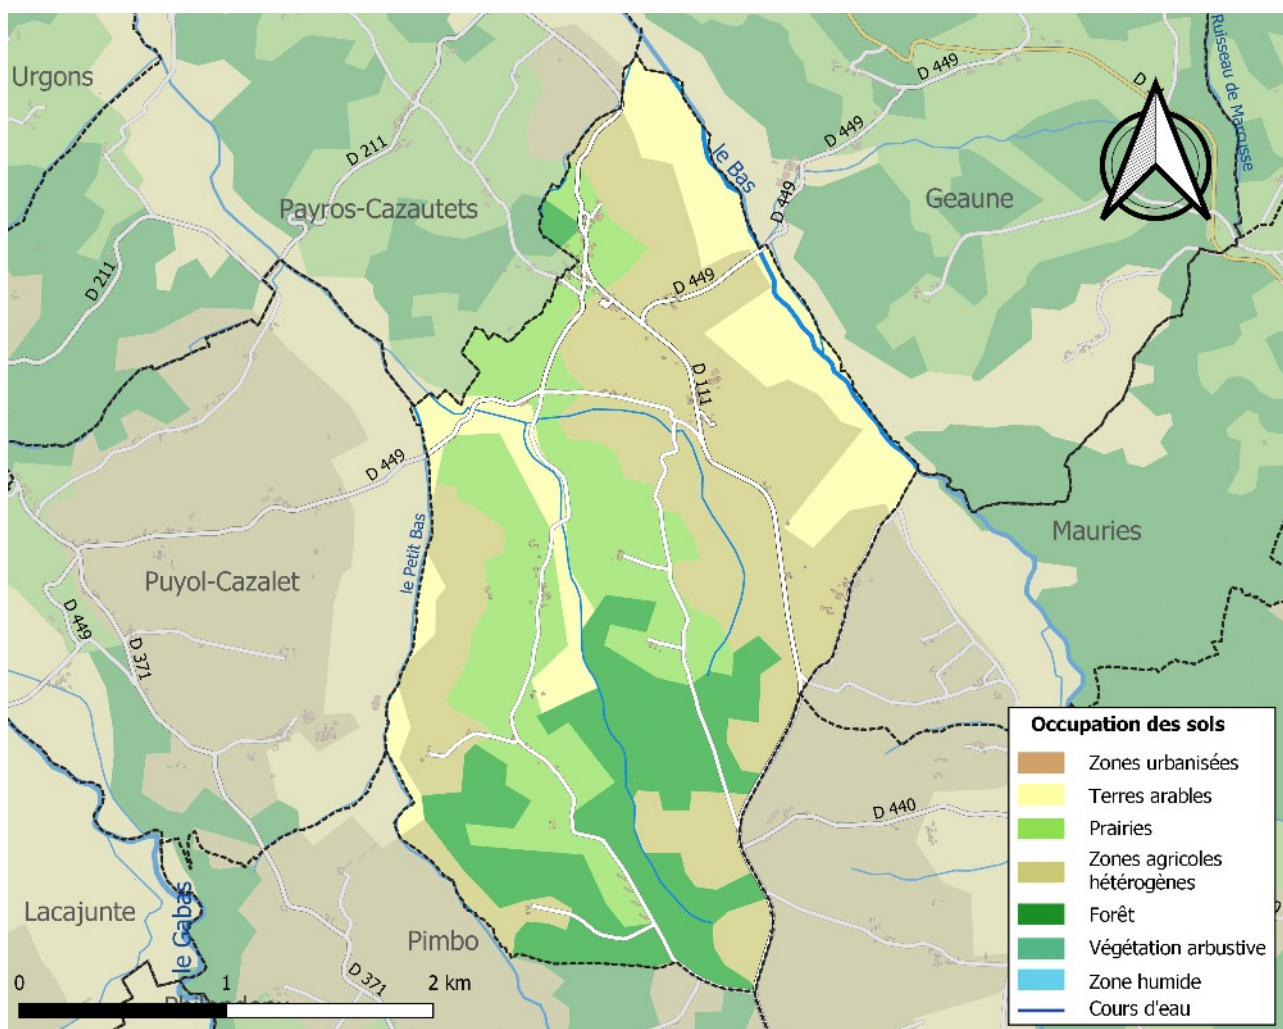 Urgons
D 449
D
Ruisseau de Marcusse
D 211
D 449
le Bas
Payros-Cazautets
D 449
Geaune
D 211
D 449
D 111
D 449
Mauries
le Petit Bas
Puyol-Cazalet
D 449
D 371
Occupation des sols
Zones urbanisées
Terres arables
D 440
Prairies
Zones agricoles
hétérogènes
Lacajunte
le Gabas
Forêt
Pimbo
Végétation arbustive
0
1
2 km
D 371
Zone humide
Cours d'eau